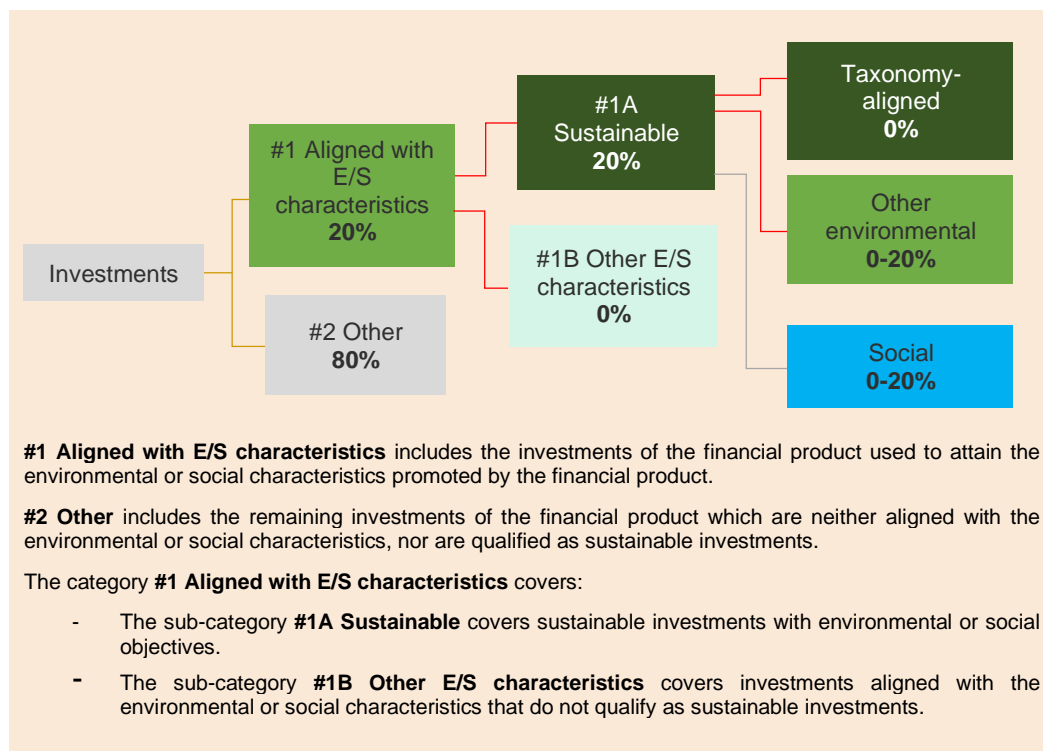 Taxonomy-
aligned
0%
#1A
Sustainable
20%
#1 Aligned with
E/S
characteristics
20%
Other
environmental
0-20%
#1B Other E/S
characteristics
0%
Investments
#2 Other
80%
Social
0-20%
#1 Aligned with E/S characteristics includes the investments of the financial product used to attain the
environmental or social characteristics promoted by the financial product.
#2 Other includes the remaining investments of the financial product which are neither aligned with the
environmental or social characteristics, nor are qualified as sustainable investments.
The category #1 Aligned with E/S characteristics covers:
- The sub-category #1A Sustainable covers sustainable investments with environmental or social
objectives.
- The sub-category #1B Other E/S characteristics covers investments aligned with the
environmental or social characteristics that do not qualify as sustainable investments.